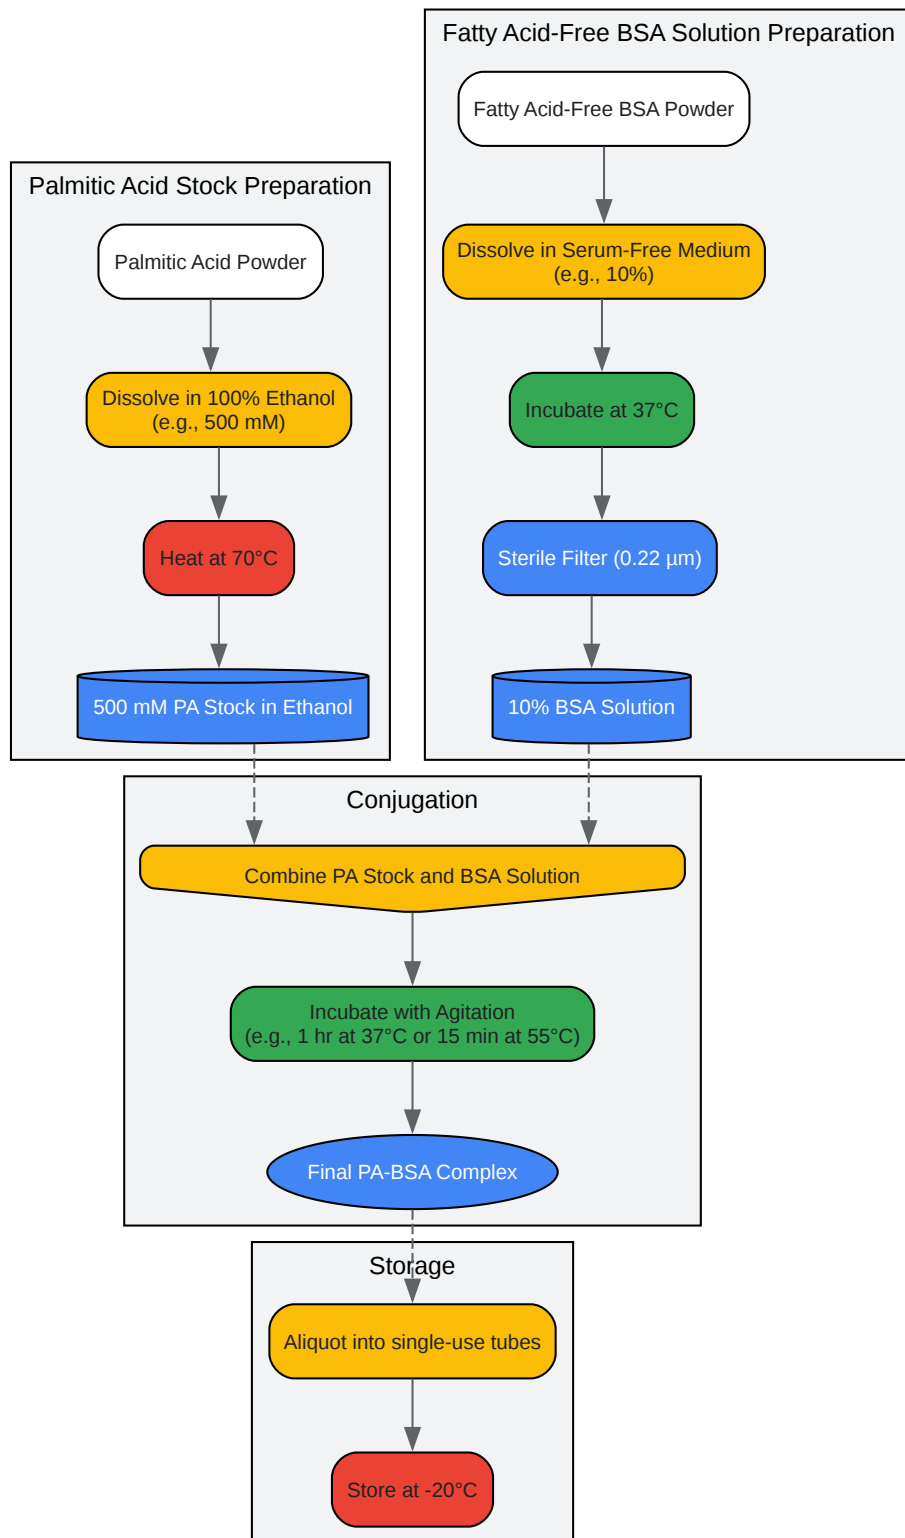 Palmitic Acid Stock Preparation
Palmitic Acid Powder
Dissolve in 100% Ethanol
(e.g., 500 mM)
Heat at 70°C
500 mM PA Stock in Ethanol
Fatty Acid-Free BSA Solution Preparation
Fatty Acid-Free BSA Powder
Dissolve in Serum-Free Medium
(e.g., 10%)
Incubate at 37°C
Sterile Filter (0.22 µm)
10% BSA Solution
Conjugation
Combine PA Stock and BSA Solution
Incubate with Agitation
(e.g., 1 hr at 37°C or 15 min at 55°C)
Final PA-BSA Complex
Storage
Aliquot into single-use tubes
Store at -20°C